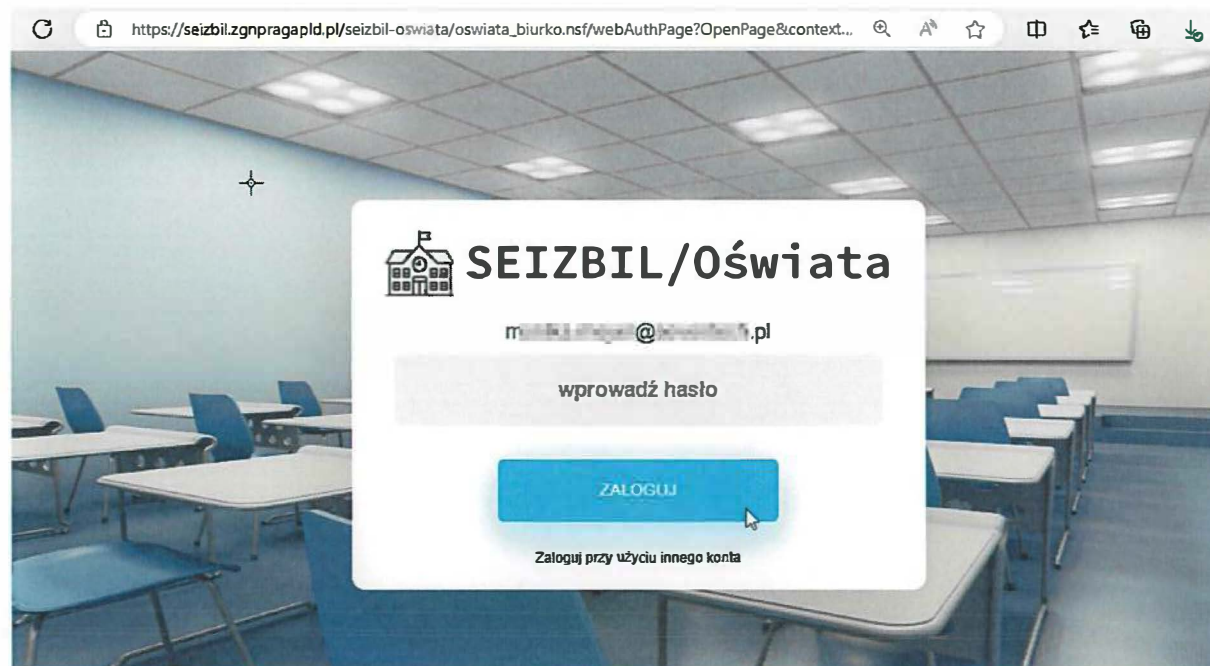 https://seizbil.zgnpragapld.pl/seizbil-oswiata/oswiata_biurko.nsf/webAuthPage?OpenPage&context...
SEIZBIL/Oświata
@ .pl
wprowadź hasło
ZALOGUJ
Zaloguj przy użyciu innego konta